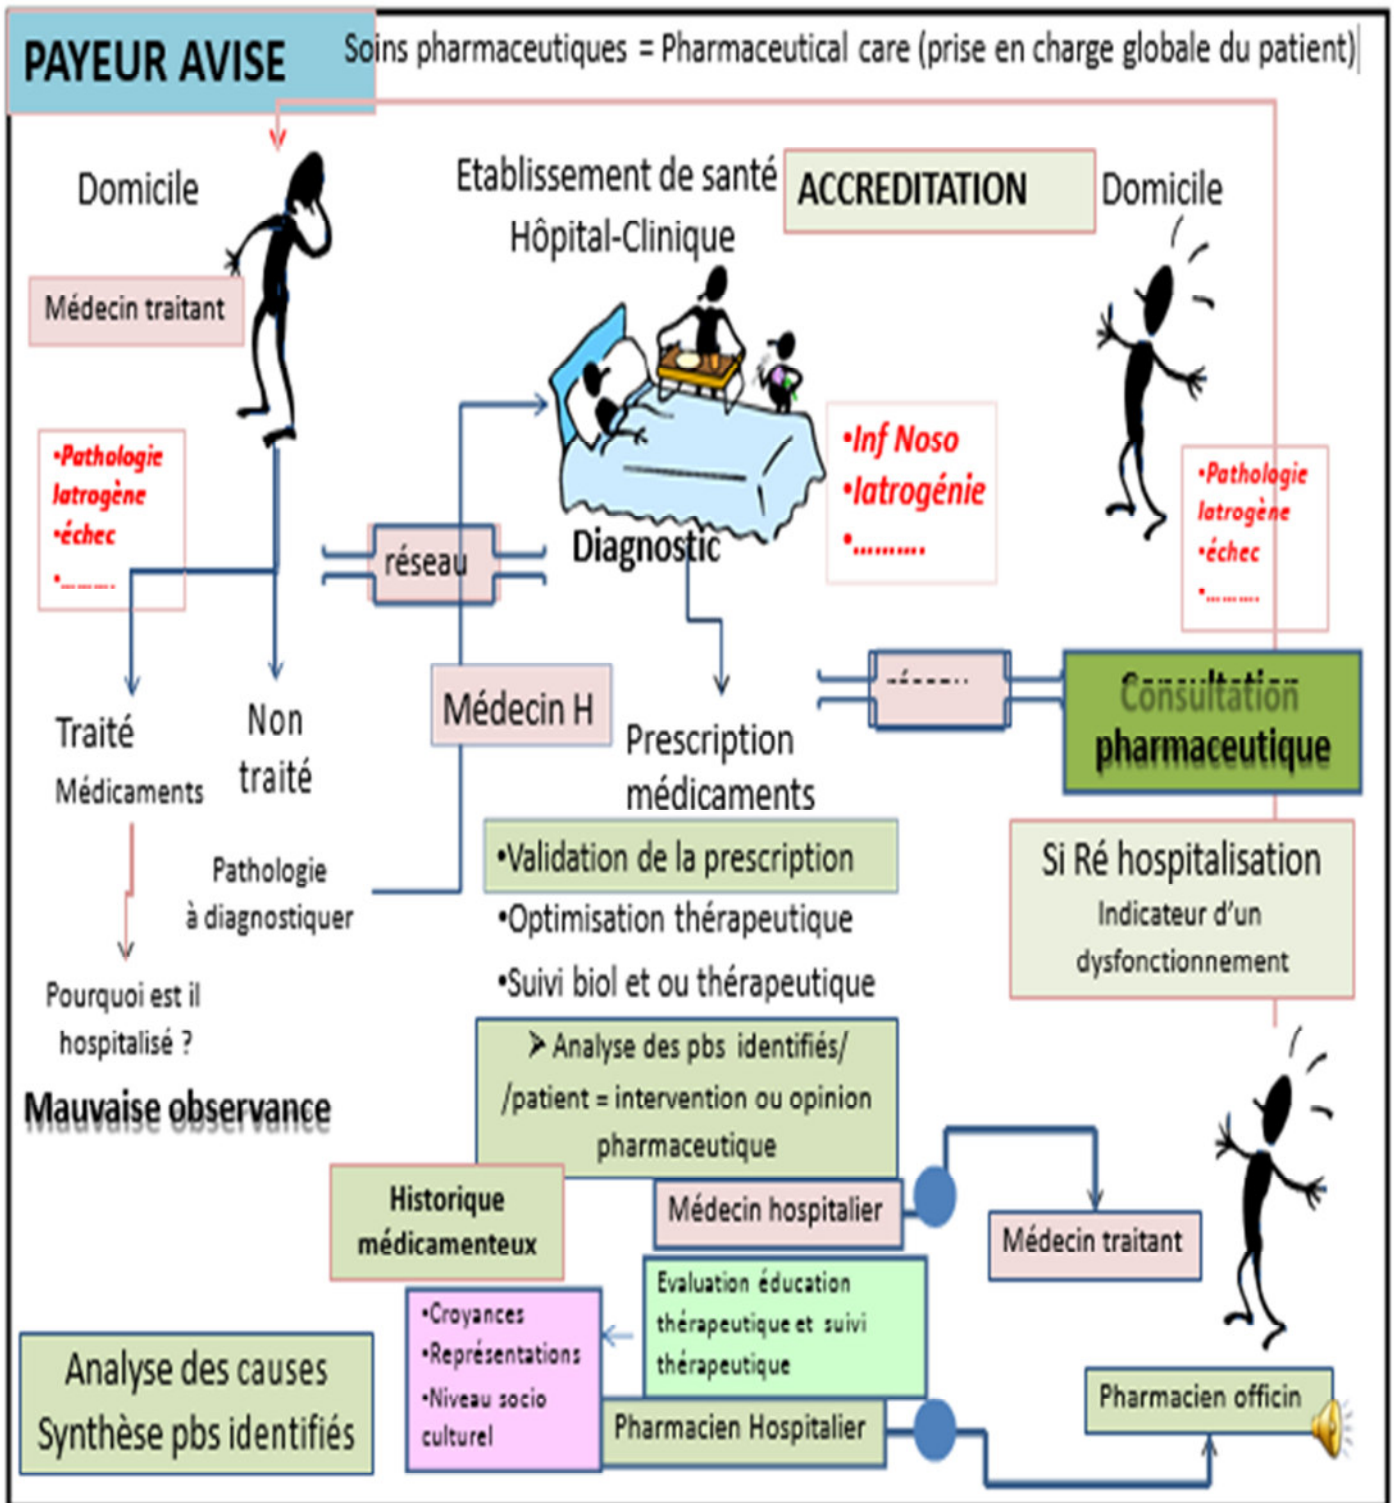 PAYEUR AVISE
Soins pharmaceutiques = Pharmaceutical care (prise en charge globale du patient)
Domicile
Etablissement de santé
Hôpital-Clinique
ACCREDITATION
Domicile
Médecin traitant
•Pathologie
Iatrogène
•échec
•..........
réseau
Diagnostic
•Inf Noso
•Iatrogénie
•..........
•Pathologie
Iatrogène
•échec
•.........
Traité
Médicaments
Non
traité
Médecin H
Prescription
médicaments
Consultation
pharmaceutique
Pathologie
à diagnostiquer
•Validation de la prescription
•Optimisation thérapeutique
•Suivi biol et ou thérapeutique
Si Ré hospitalisation
Indicateur d'un
dysfonctionnement
Pourquoi est il
hospitalisé ?
Mauvaise observance
➢ Analyse des pbs identifiés/
/patient = intervention ou opinion
pharmaceutique
Historique
médicamenteux
Médecin hospitalier
Médecin traitant
Evaluation éducation
thérapeutique et suivi
thérapeutique
•Croyances
•Représentations
•Niveau socio
culturel
Analyse des causes
Synthèse pbs identifiés
Pharmacien Hospitalier
Pharmacien officin